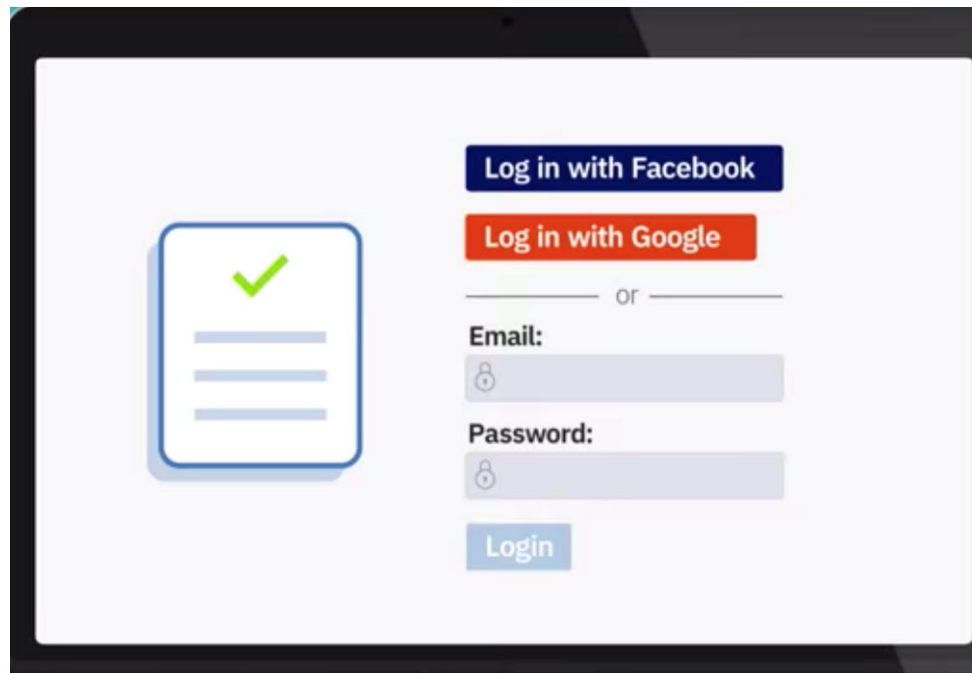 Log in with Facebook
Log in with Google
or
Email:
Password:
Login